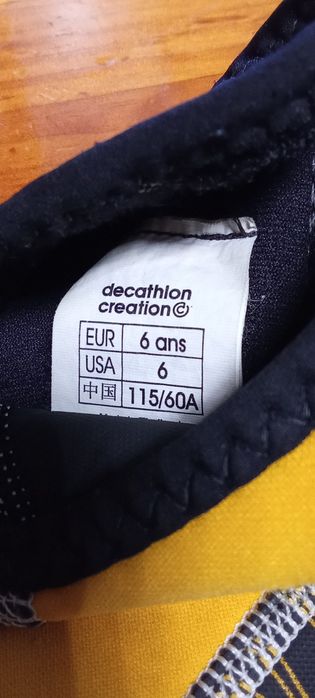 decathlon
creation©
EUR 6 ans
USA 6
中国 115/60A